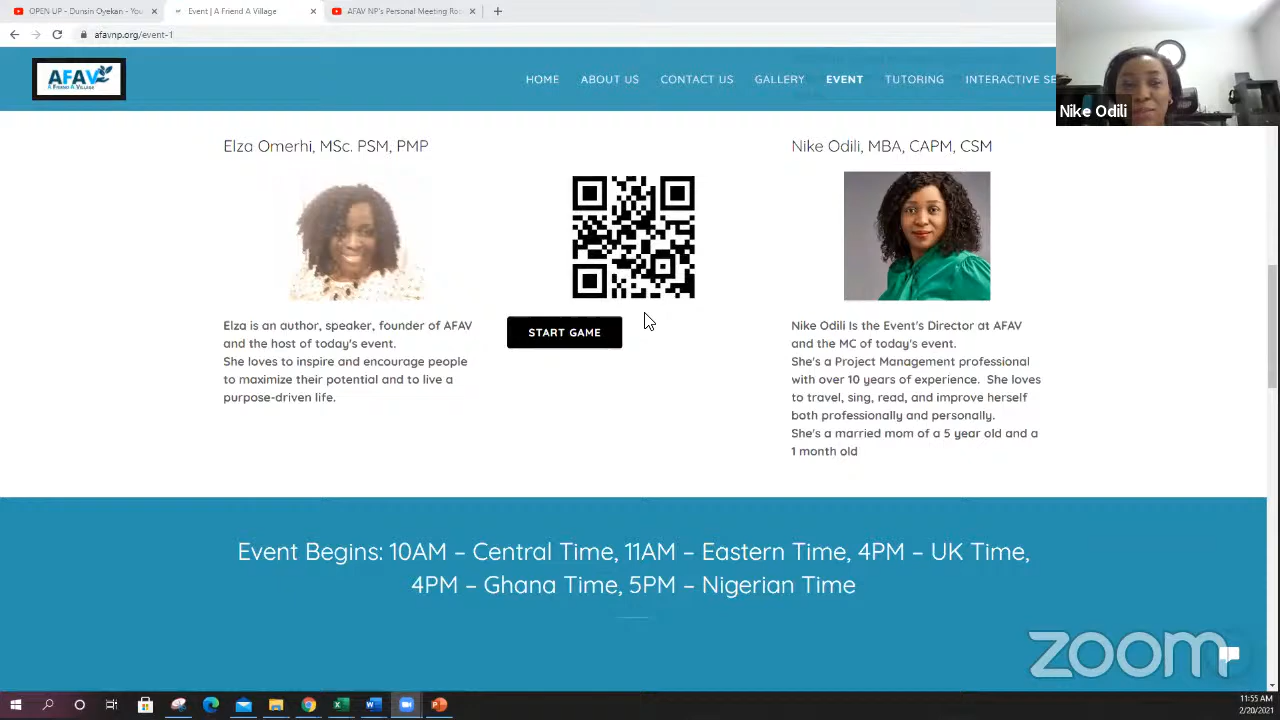 OPEN-UP - Dunsin Oyekan - You
Event | A Friend A Village
AFAV NP's Personal Meeting Roo
afavnp.org/event-1
AFAV
A FRIEND A VILLAGE
HOME ABOUT US CONTACT US GALLERY EVENT TUTORING INTERACTIVE SE
Nike Odili
Elza Omerhi, MSc. PSM, PMP
Nike Odili, MBA, CAPM, CSM
Elza is an author, speaker, founder of AFAV
and the host of today's event.
She loves to inspire and encourage people
to maximize their potential and to live a
purpose-driven life.
START GAME
Nike Odili Is the Event's Director at AFAV
and the MC of today's event.
She's a Project Management professional
with over 10 years of experience. She loves
to travel, sing, read, and improve herself
both professionally and personally.
She's a married mom of a 5 year old and a
1 month old
Event Begins: 10AM – Central Time, 11AM – Eastern Time, 4PM – UK Time,
4PM – Ghana Time, 5PM – Nigerian Time
zoom
11:55 AM
2/20/2021